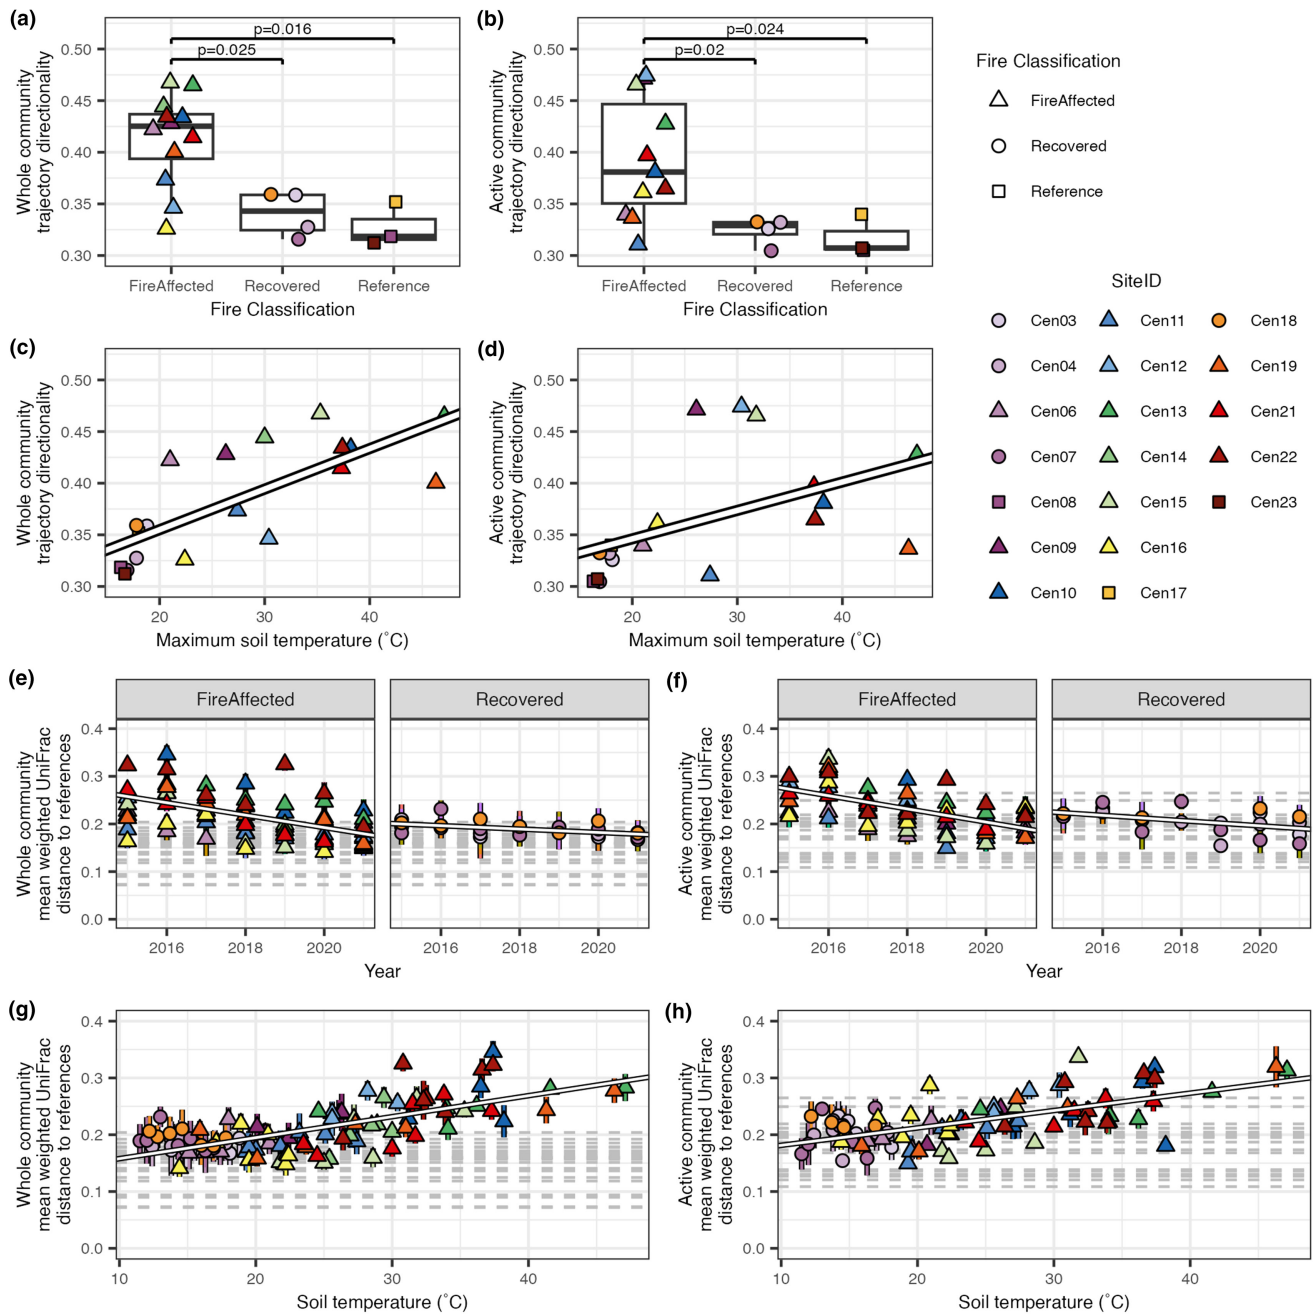 (a)
Whole community
trajectory directionality
0.50
0.45
0.40
0.35
0.30
p=0.016
p=0.025
FireAffected
Recovered
Reference
Fire Classification
(b)
Active community
trajectory directionality
0.50
0.45
0.40
0.35
0.30
p=0.024
p=0.02
FireAffected
Recovered
Reference
Fire Classification
Fire Classification
FireAffected
Recovered
Reference
(c)
Whole community
trajectory directionality
0.50
0.45
0.40
0.35
0.30
20
30
40
Maximum soil temperature (°C)
(d)
Active community
trajectory directionality
0.50
0.45
0.40
0.35
0.30
20
30
40
Maximum soil temperature (°C)
SiteID
Cen03
Cen04
Cen06
Cen07
Cen08
Cen09
Cen10
Cen11
Cen12
Cen13
Cen14
Cen15
Cen16
Cen17
Cen18
Cen19
Cen21
Cen22
Cen23
(e)
FireAffected
Recovered
Whole community
mean weighted UniFrac
distance to references
0.4
0.3
0.2
0.1
0.0
2016
2018
2020
2016
2018
2020
Year
(f)
FireAffected
Recovered
Active community
mean weighted UniFrac
distance to references
0.4
0.3
0.2
0.1
0.0
2016
2018
2020
2016
2018
2020
Year
(g)
Whole community
mean weighted UniFrac
distance to references
0.4
0.3
0.2
0.1
0.0
10
20
30
40
Soil temperature (°C)
(h)
Active community
mean weighted UniFrac
distance to references
0.4
0.3
0.2
0.1
0.0
10
20
30
40
Soil temperature (°C)